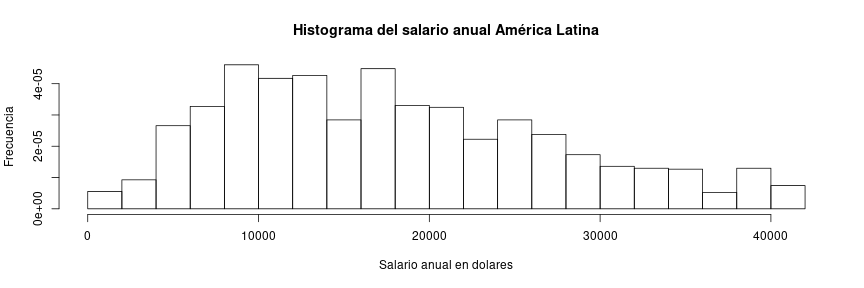 Histograma del salario anual América Latina
Frecuencia
4e-05
2e-05
0e+00
0 10000 20000 30000 40000
Salario anual en dolares